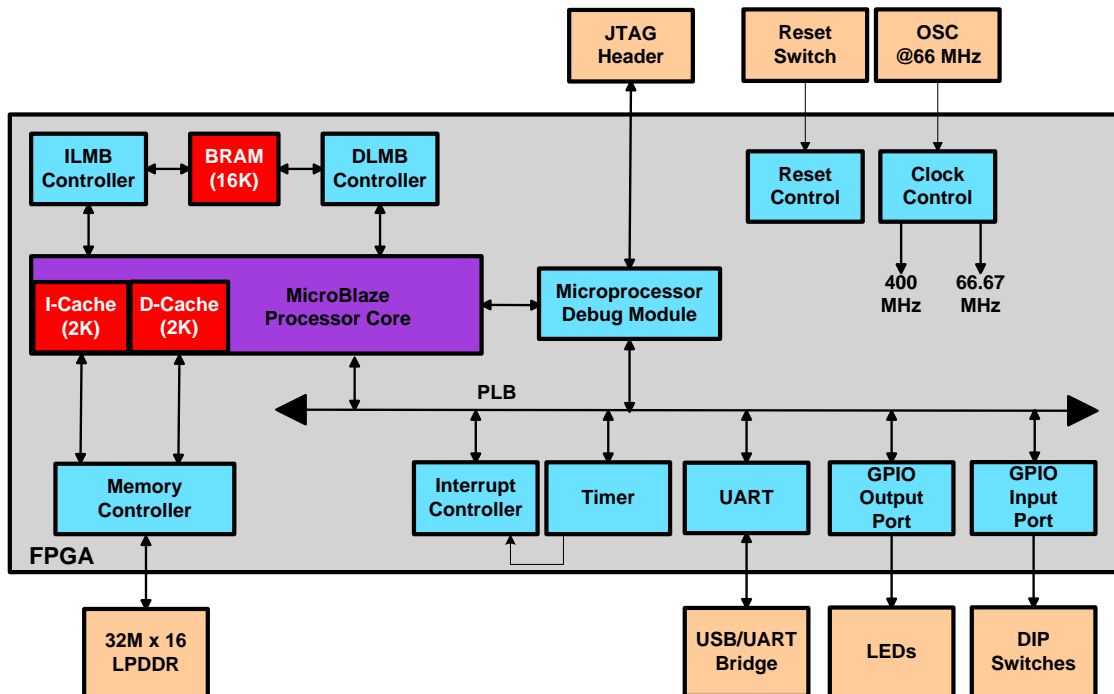 JTAG
Header
Reset
Switch
OSC
@66 MHz
ILMB
Controller
BRAM
(16K)
DLMB
Controller
Reset
Control
Clock
Control
I-Cache
(2K)
D-Cache
(2K)
MicroBlaze
Processor Core
Microprocessor
Debug Module
400
MHz
66.67
MHz
PLB
Memory
Controller
Interrupt
Controller
Timer
UART
GPIO
Output
Port
GPIO
Input
Port
FPGA
32M x 16
LPDDR
USB/UART
Bridge
LEDs
DIP
Switches